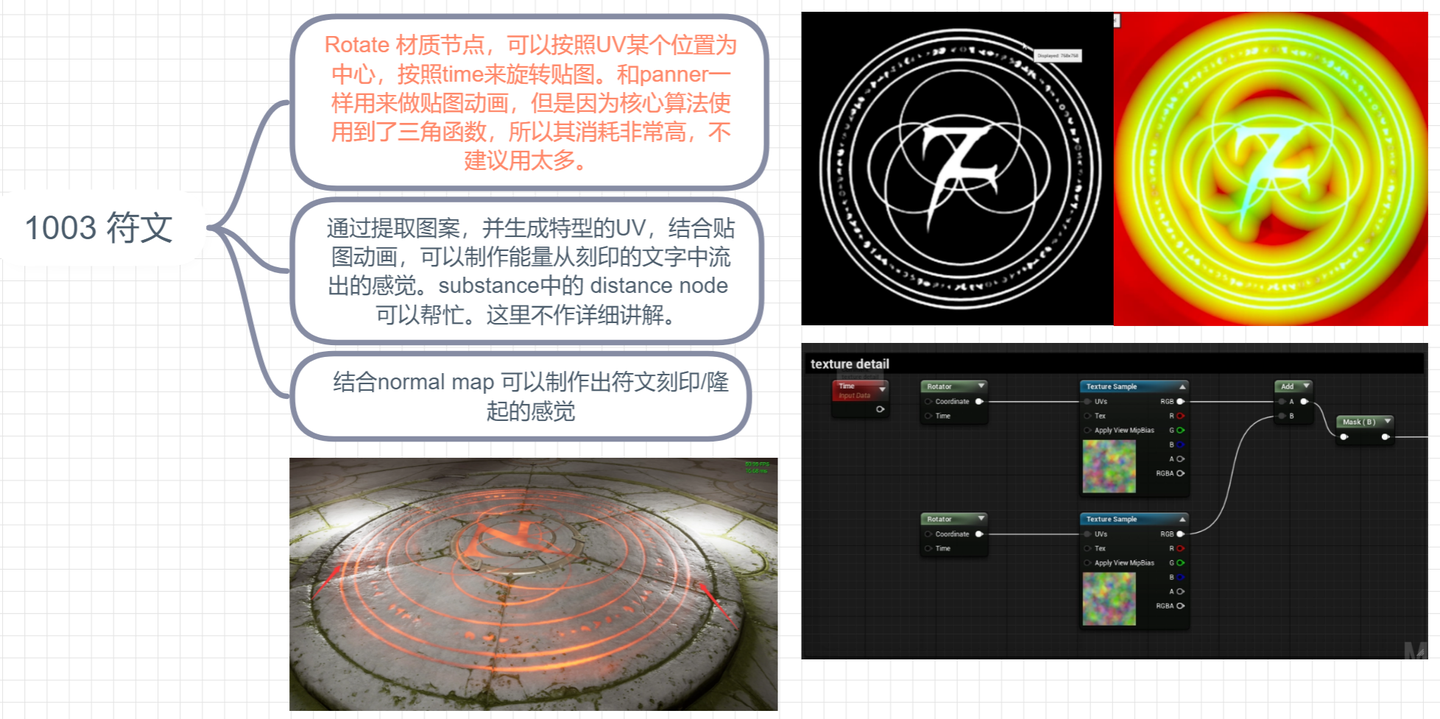 1003 符文
Rotate 材质节点，可以按照UV某个位置为
中心，按照time来旋转贴图。和panner一
样用来做贴图动画，但是因为核心算法使
用到了三角函数，所以其消耗非常高，不
建议用太多。
通过提取图案，并生成特型的UV，结合贴
图动画，可以制作能量从刻印的文字中流
出的感觉。substance中的 distance node
可以帮忙。这里不作详细讲解。
结合normal map 可以制作出符文刻印/隆
起的感觉
texture detail
Time
Input Data
Rotator
Coordinate
Time
Texture Sample
UVs
RGB
Tex
R
Apply View MipBias
G
B
A
RGBA
Add
A
B
Mask ( B )
Rotator
Coordinate
Time
Texture Sample
UVs
RGB
Tex
R
Apply View MipBias
G
B
A
RGBA